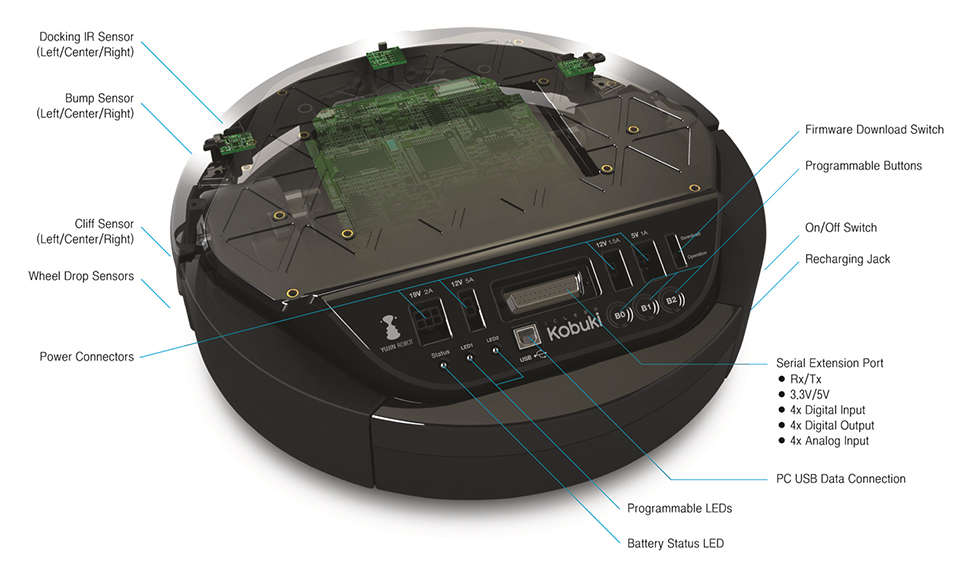 Docking IR Sensor
(Left/Center/Right)
Bump Sensor
(Left/Center/Right)
Cliff Sensor
(Left/Center/Right)
Wheel Drop Sensors
Power Connectors
Firmware Download Switch
Programmable Buttons
On/Off Switch
Recharging Jack
Serial Extension Port
● Rx/Tx
● 3.3V/5V
● 4x Digital Input
● 4x Digital Output
● 4x Analog Input
PC USB Data Connection
Programmable LEDs
Battery Status LED
19V 2A
12V 5A
12V 1.5A
5V 1A
Download
Operation
B0
B1
B2
CLASSO
Kobuki
YUJIN ROBOT
Status
LED1
LED2
USB